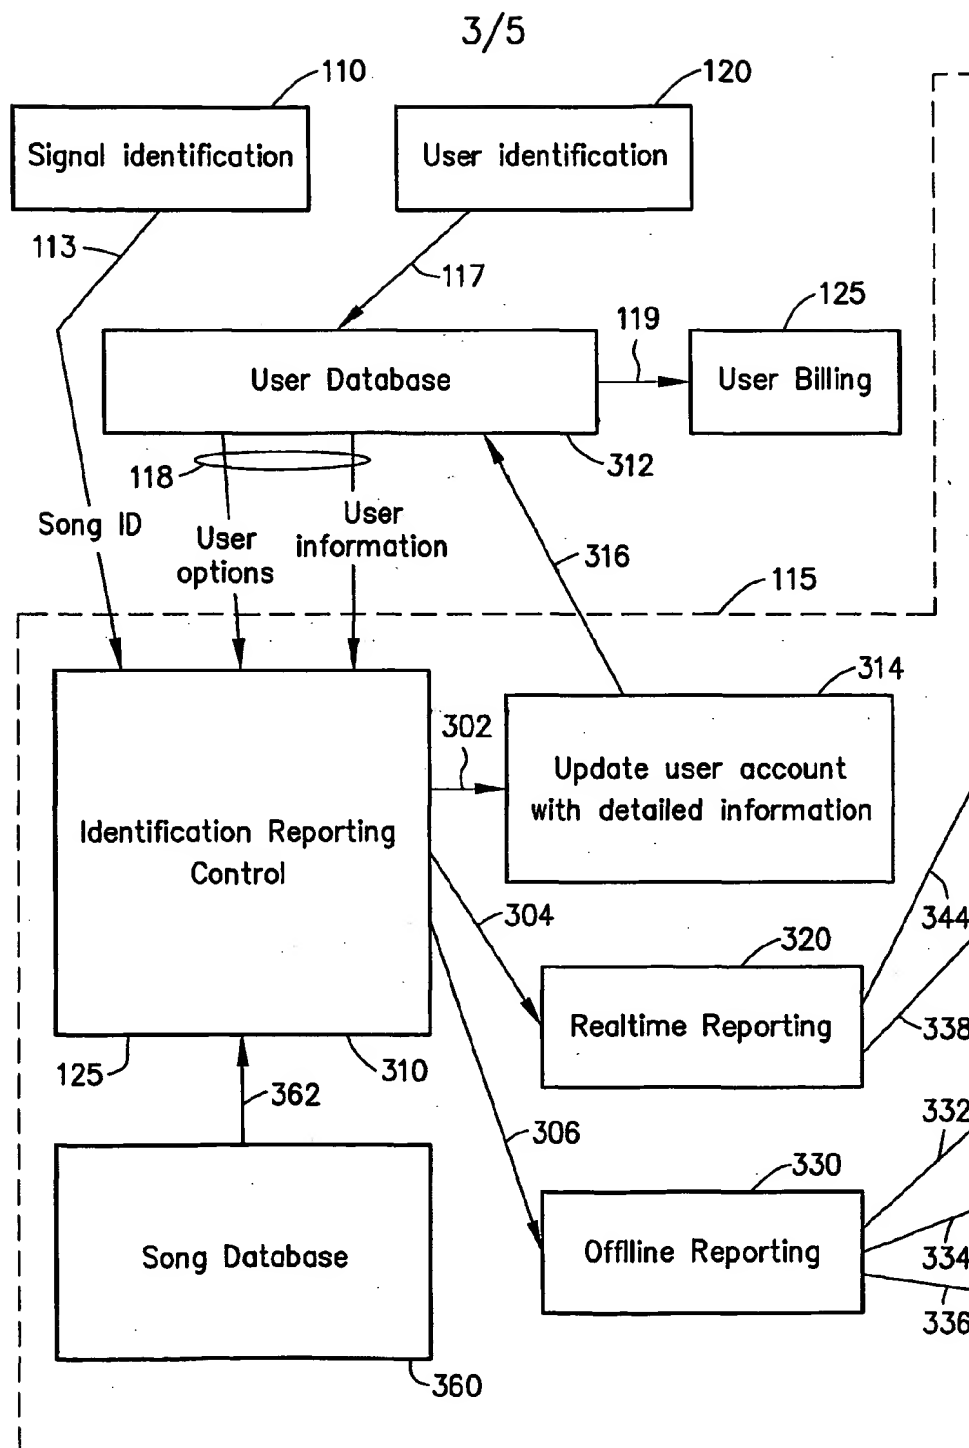 3/5
110
120
Signal identification
User identification
113
117
125
119
User Database
User Billing
118
312
Song ID
User
options
User
information
316
115
314
302
Update user account
with detailed information
Identification Reporting
Control
304
344
320
Realtime Reporting
338
125
310
362
332
306
330
Song Database
Offlline Reporting
334
336
360